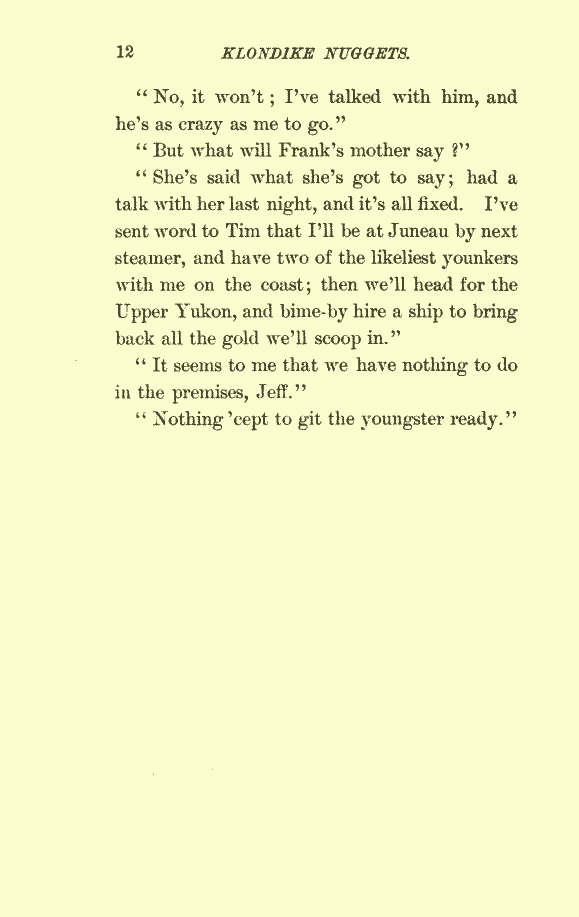 12 KLONDIKE NUGGETS.
“ No, it won’t ; I’ve talked with him, and
he’s as crazy as me to go.”
“ But what will Frank’s mother say ?”
“ She’s said what she’s got to say; had a
talk with her last night, and it’s all fixed. I’ve
sent word to Tim that I’ll be at Juneau by next
steamer, and have two of the likeliest younkers
with me on the coast; then we’ll head for the
Upper Yukon, and bime-by hire a ship to bring
back all the gold we’ll scoop in.”
“ It seems to me that we have nothing to do
in the premises, Jeff.”
“ Nothing ’cept to git the youngster ready.”